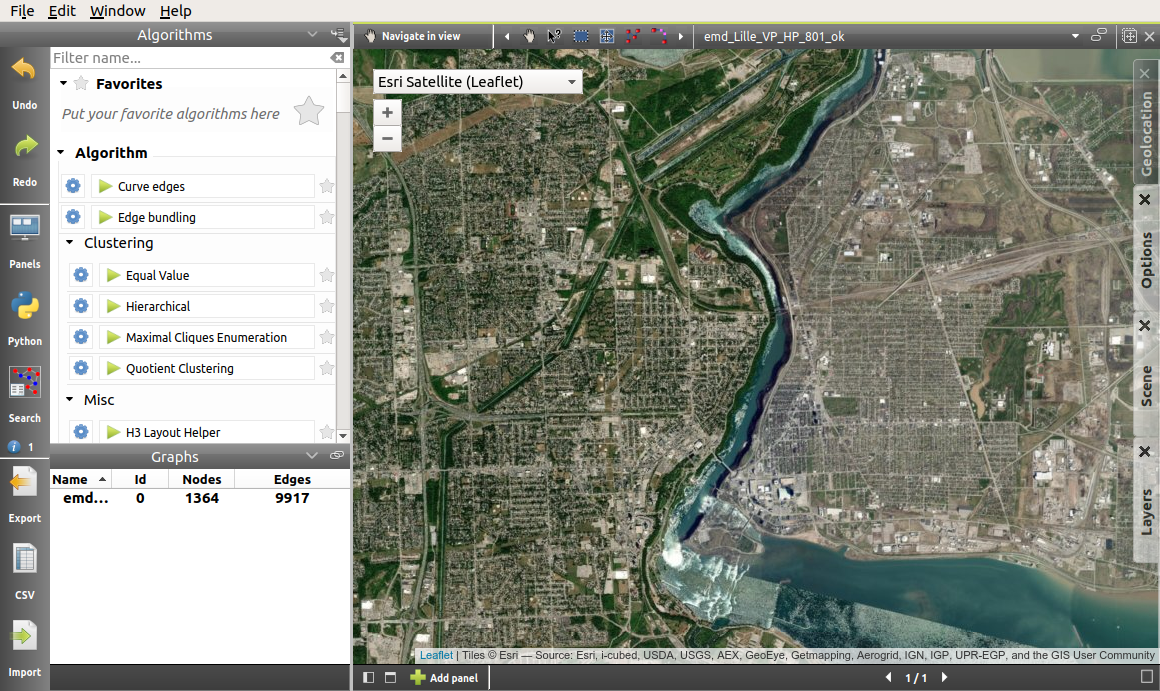 File Edit Window Help
Algorithms
Navigate in view
emd_Lille_VP_HP_801_ok
Undo
Redo
Panels
Python
Search
1
Export
CSV
Import
Filter name...
Favorites
Put your favorite algorithms here
Algorithm
Curve edges
Edge bundling
Clustering
Equal Value
Hierarchical
Maximal Cliques Enumeration
Quotient Clustering
Misc
H3 Layout Helper
Graphs
Name Id Nodes Edges
emd... 0 1364 9917
Esri Satellite (Leaflet)
+
−
Geolocation
Options
Scene
Layers
Leaflet | Tiles © Esri — Source: Esri, i-cubed, USDA, USGS, AEX, GeoEye, Getmapping, Aerogrid, IGN, IGP, UPR-EGP, and the GIS User Community
Add panel
1 / 1